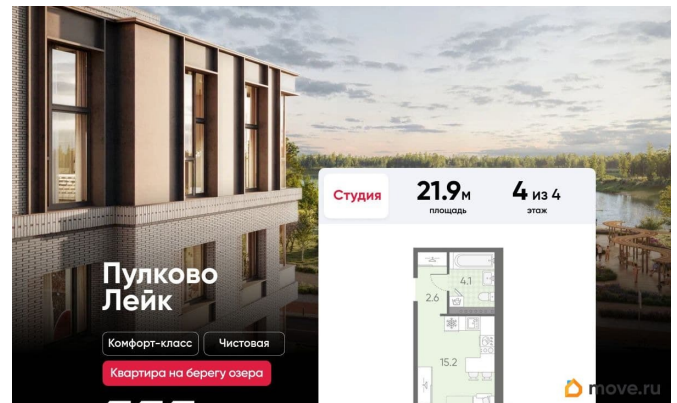 Студия
21.9м
площадь
4 из 4
этаж
Пулково
Лейк
Комфорт-класс
Чистовая
Квартира на берегу озера
4.1
2.6
15.2
move.ru